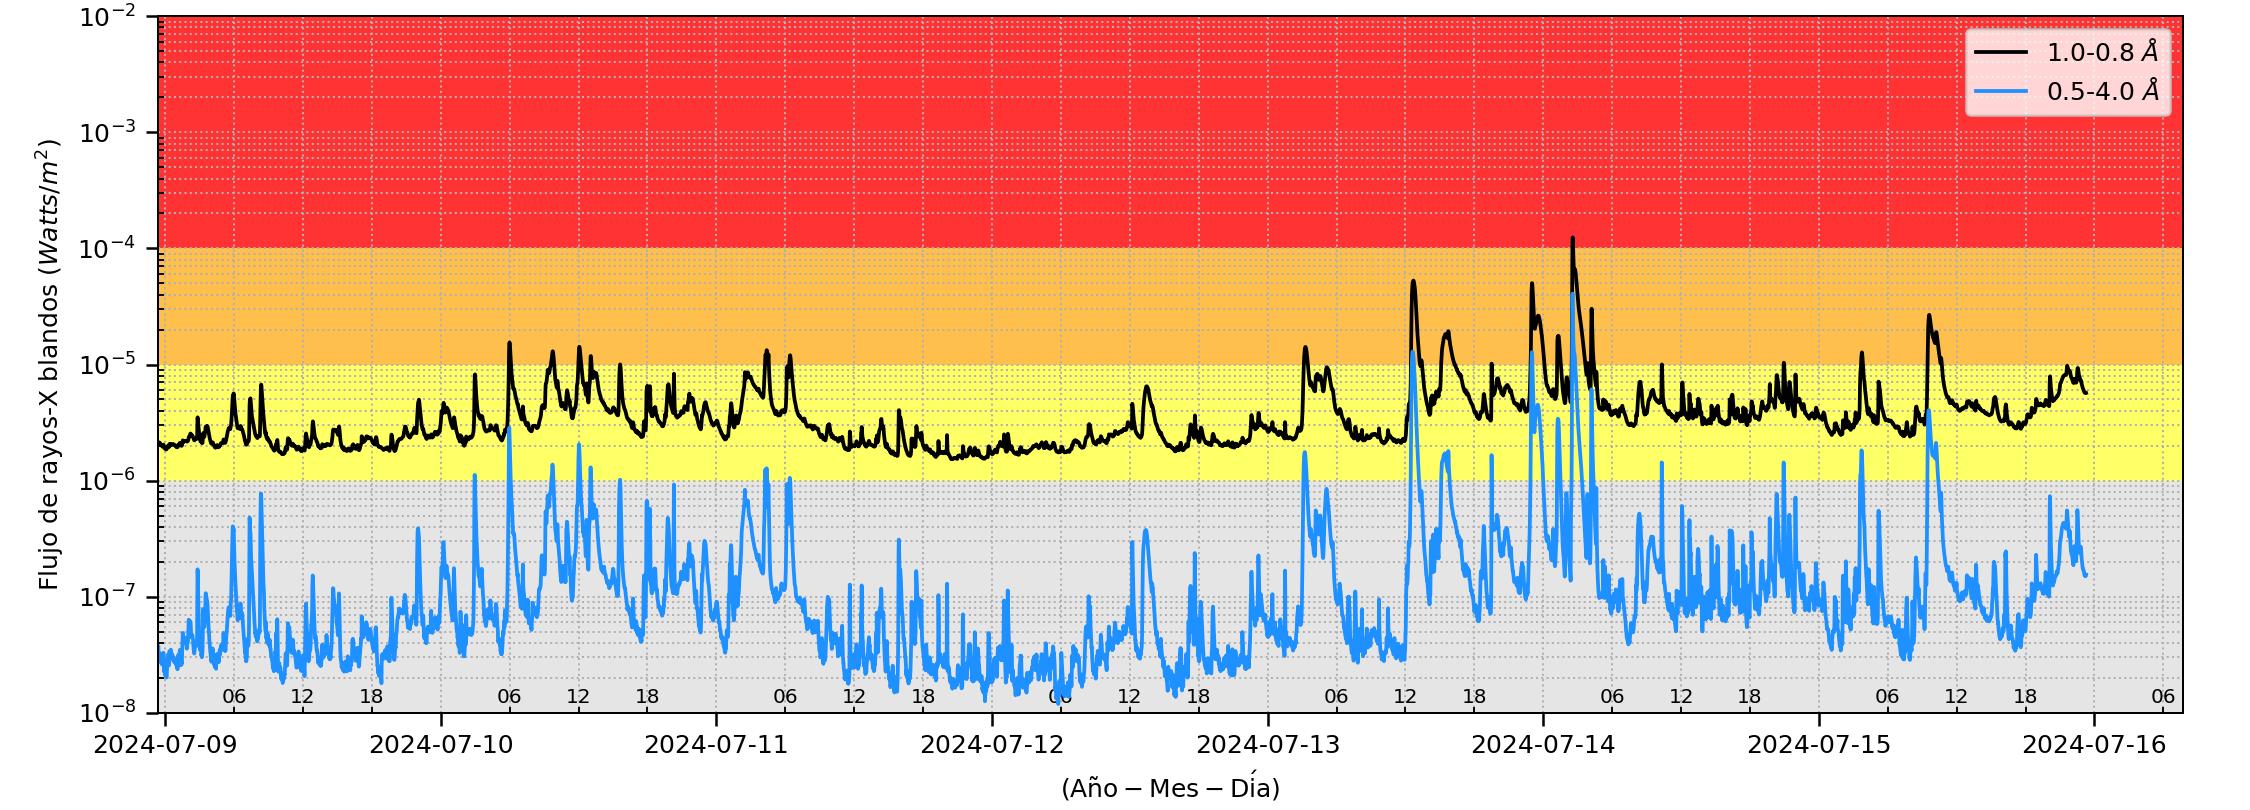 Flujo de rayos-X blandos (Watts/m²)
10⁻²
10⁻³
10⁻⁴
10⁻⁵
10⁻⁶
10⁻⁷
10⁻⁸
1.0-0.8 Å
0.5-4.0 Å
06 12 18 06 12 18 06 12 18 06 12 18 06 12 18 06 12 18 06 12 18 06
2024-07-09 2024-07-10 2024-07-11 2024-07-12 2024-07-13 2024-07-14 2024-07-15 2024-07-16
(Año − Mes − Día)